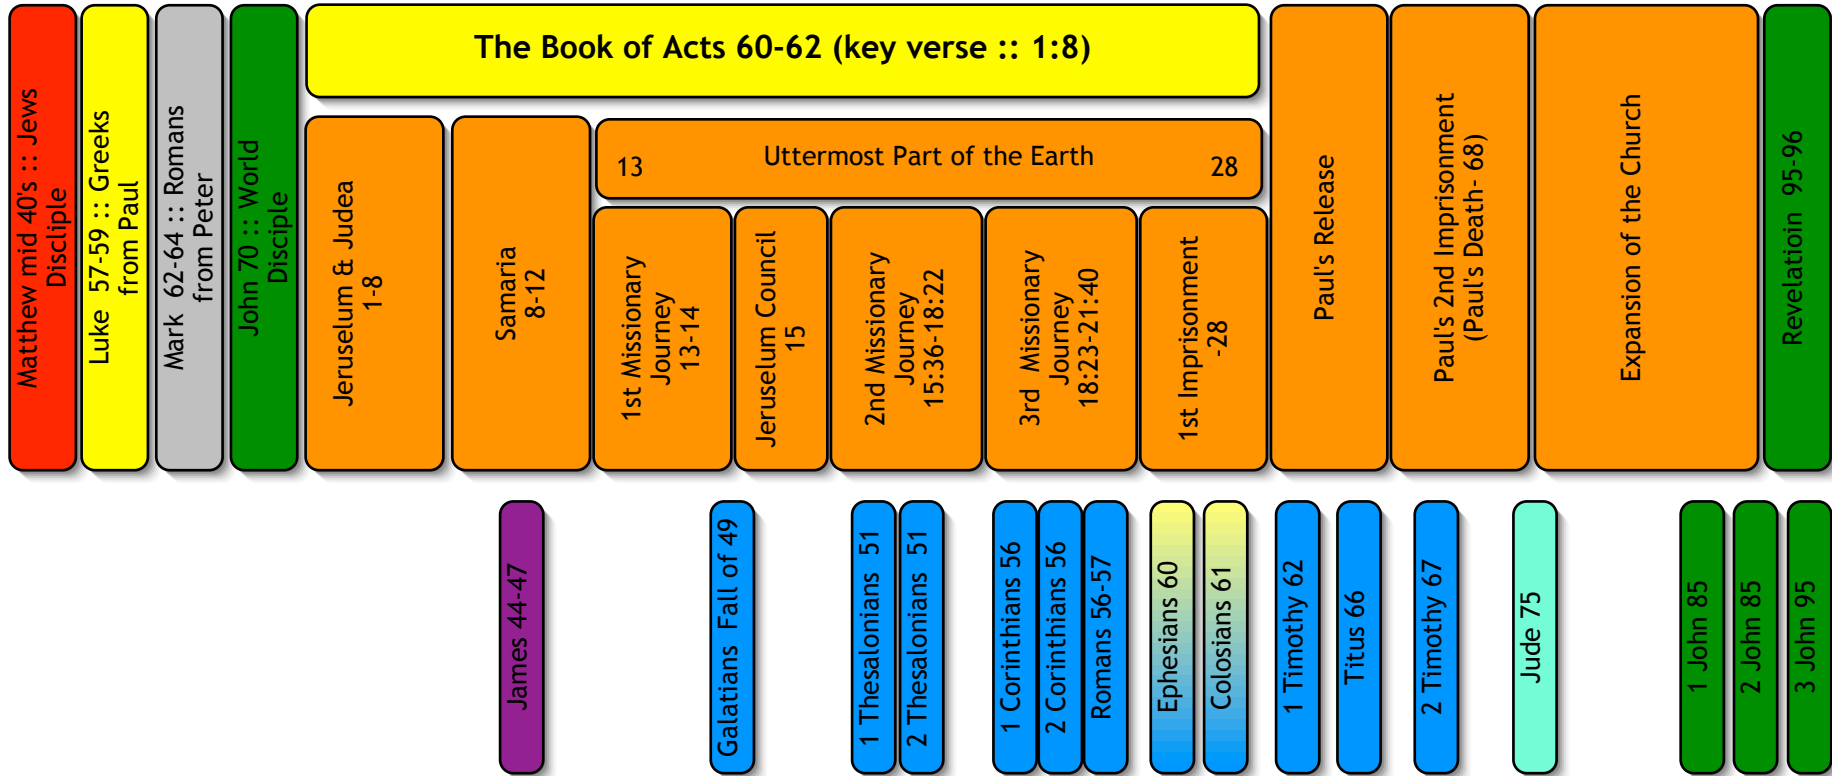 Matthew mid 40's :: Jews
Discliple
Luke 57-59 :: Greeks
from Paul
Mark 62-64 :: Romans
from Peter
John 70 :: World
Disciple
The Book of Acts 60-62 (key verse :: 1:8)
Jeruselum & Judea
1-8
Samaria
8-12
13 Uttermost Part of the Earth 28
1st Missionary
Journey
13-14
Jeruselum Council
15
2nd Missionary
Journey
15:36-18:22
3rd Missionary
Journey
18:23-21:40
1st Imprisonment
-28
Paul's Release
Paul's 2nd Imprisonment
(Paul's Death- 68)
Expansion of the Church
Revelatioin 95-96
James 44-47
Galatians Fall of 49
1 Thesalonians 51
2 Thesalonians 51
1 Corinthians 56
2 Corinthians 56
Romans 56-57
Ephesians 60
Colosians 61
1 Timothy 62
Titus 66
2 Timothy 67
Jude 75
1 John 85
2 John 85
3 John 95